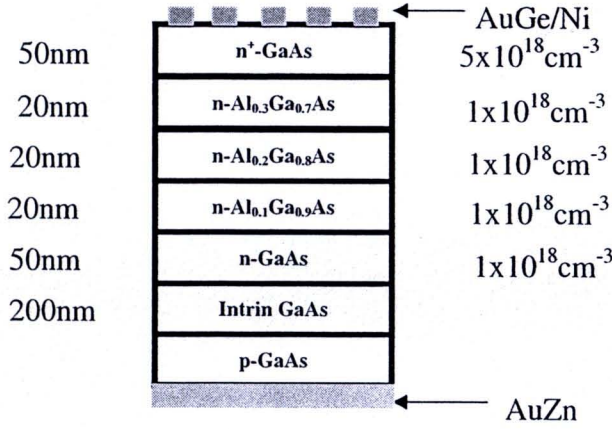 AuGe/Ni
50nm n⁺-GaAs 5x10¹⁸cm⁻³
20nm n-Al₀.₃Ga₀.₇As 1x10¹⁸cm⁻³
20nm n-Al₀.₂Ga₀.₈As 1x10¹⁸cm⁻³
20nm n-Al₀.₁Ga₀.₉As 1x10¹⁸cm⁻³
50nm n-GaAs 1x10¹⁸cm⁻³
200nm Intrin GaAs
p-GaAs
AuZn